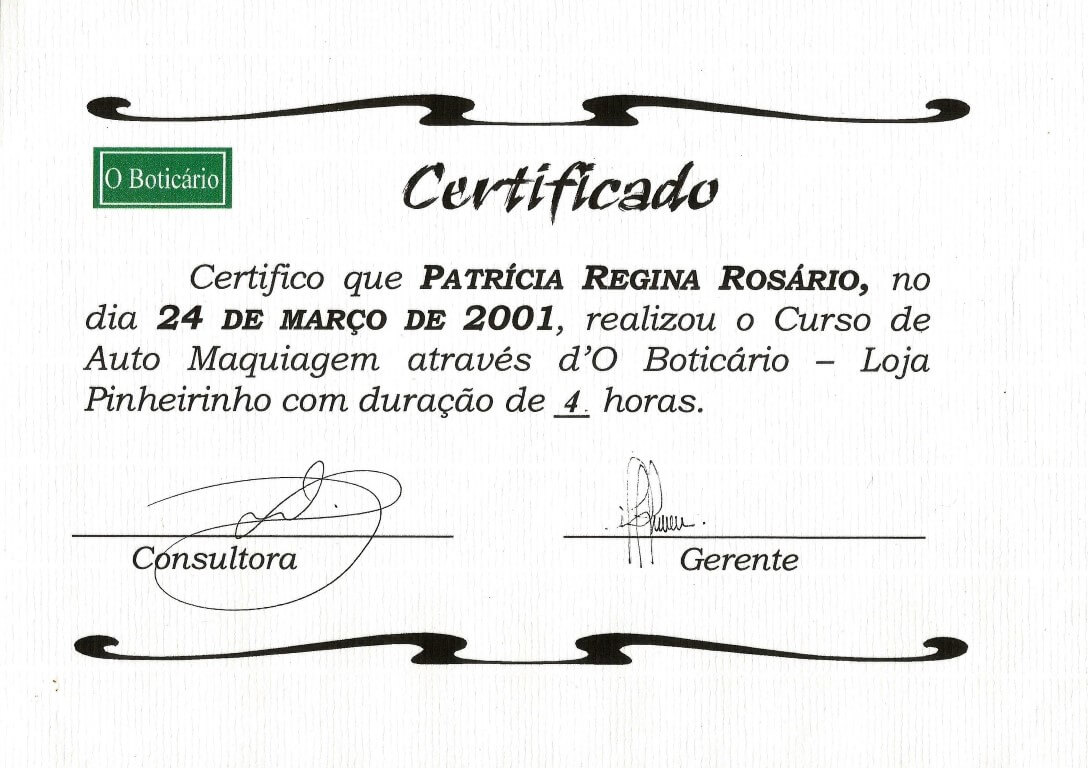 O Boticário
Certificado
Certifico que PATRÍCIA REGINA ROSÁRIO, no
dia 24 DE MARÇO DE 2001, realizou o Curso de
Auto Maquiagem através d'O Boticário – Loja
Pinheirinho com duração de 4 horas.
Consultora
Gerente